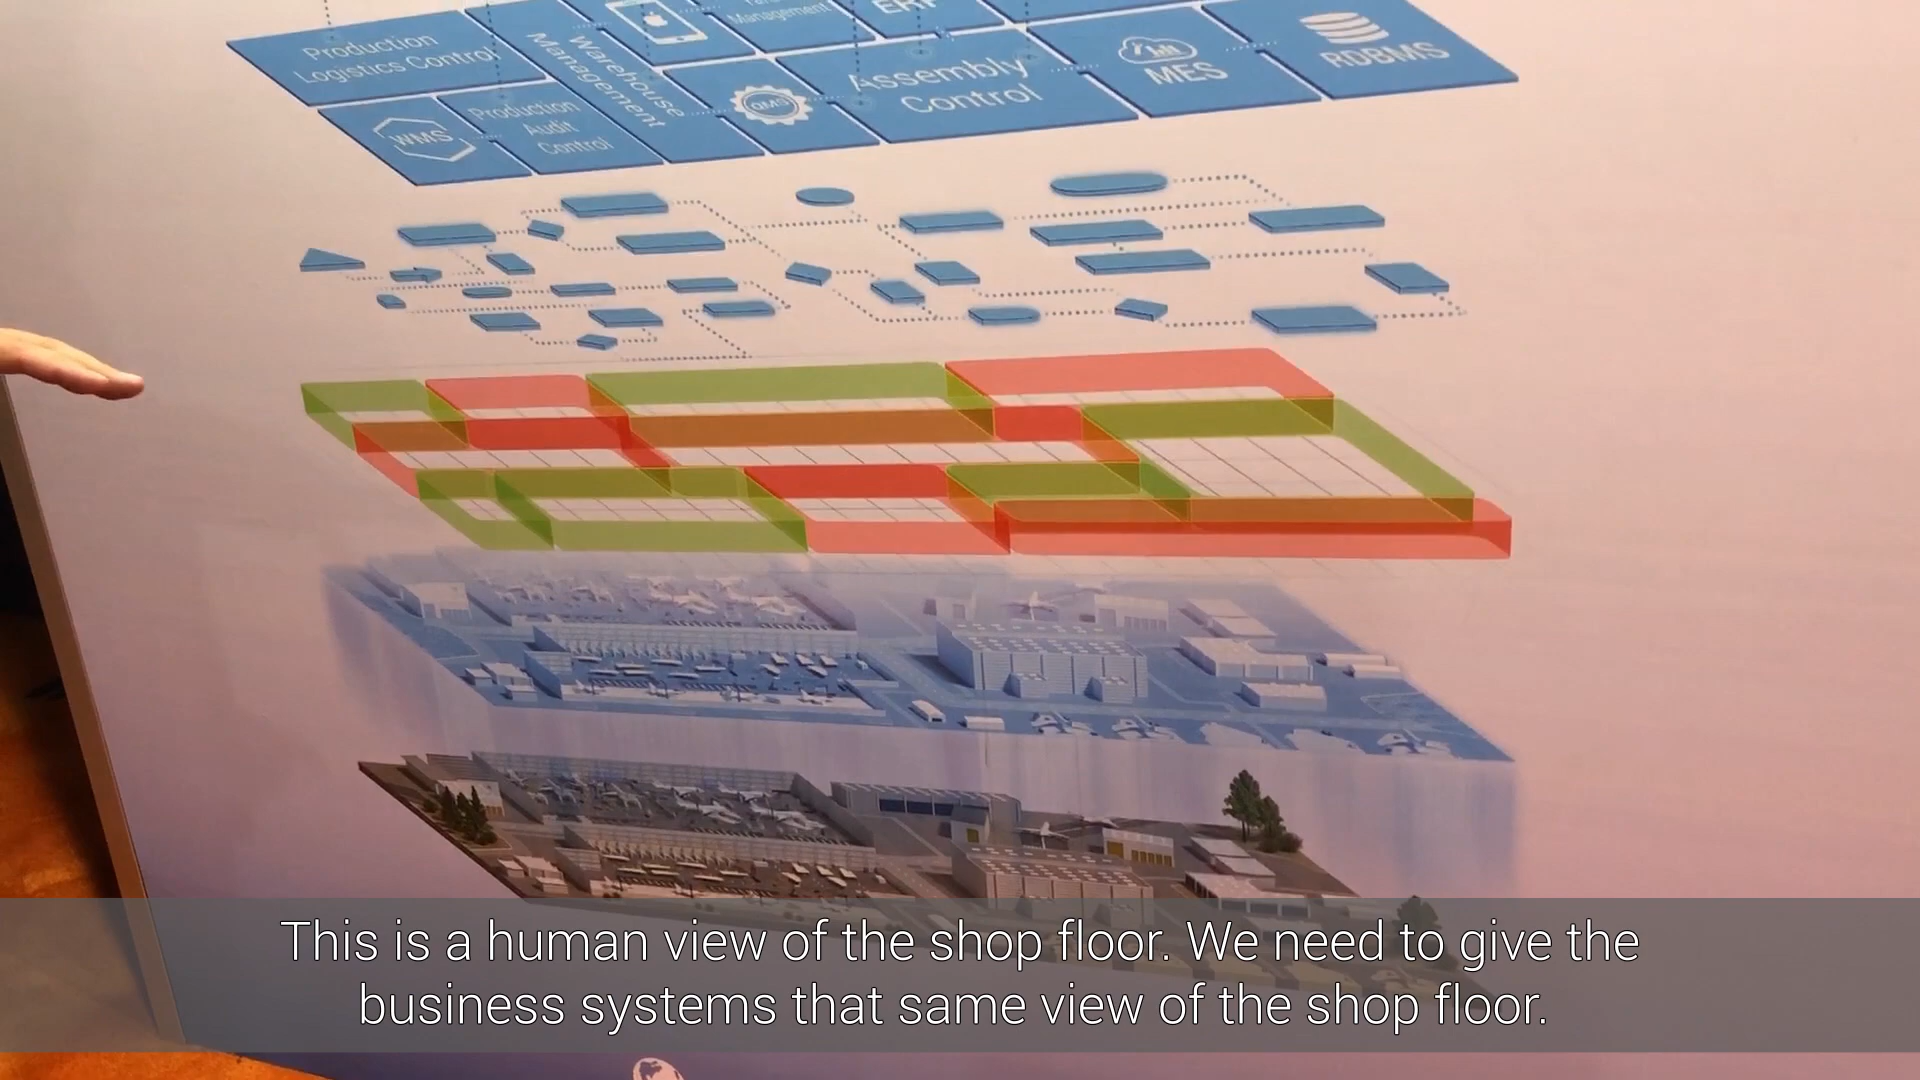 Management
ERP
Production
Logistics Control
Warehouse
Management
Assembly
Control
MES
RDBMS
QMS
WMS
Production
Audit
Control
This is a human view of the shop floor. We need to give the
business systems that same view of the shop floor.